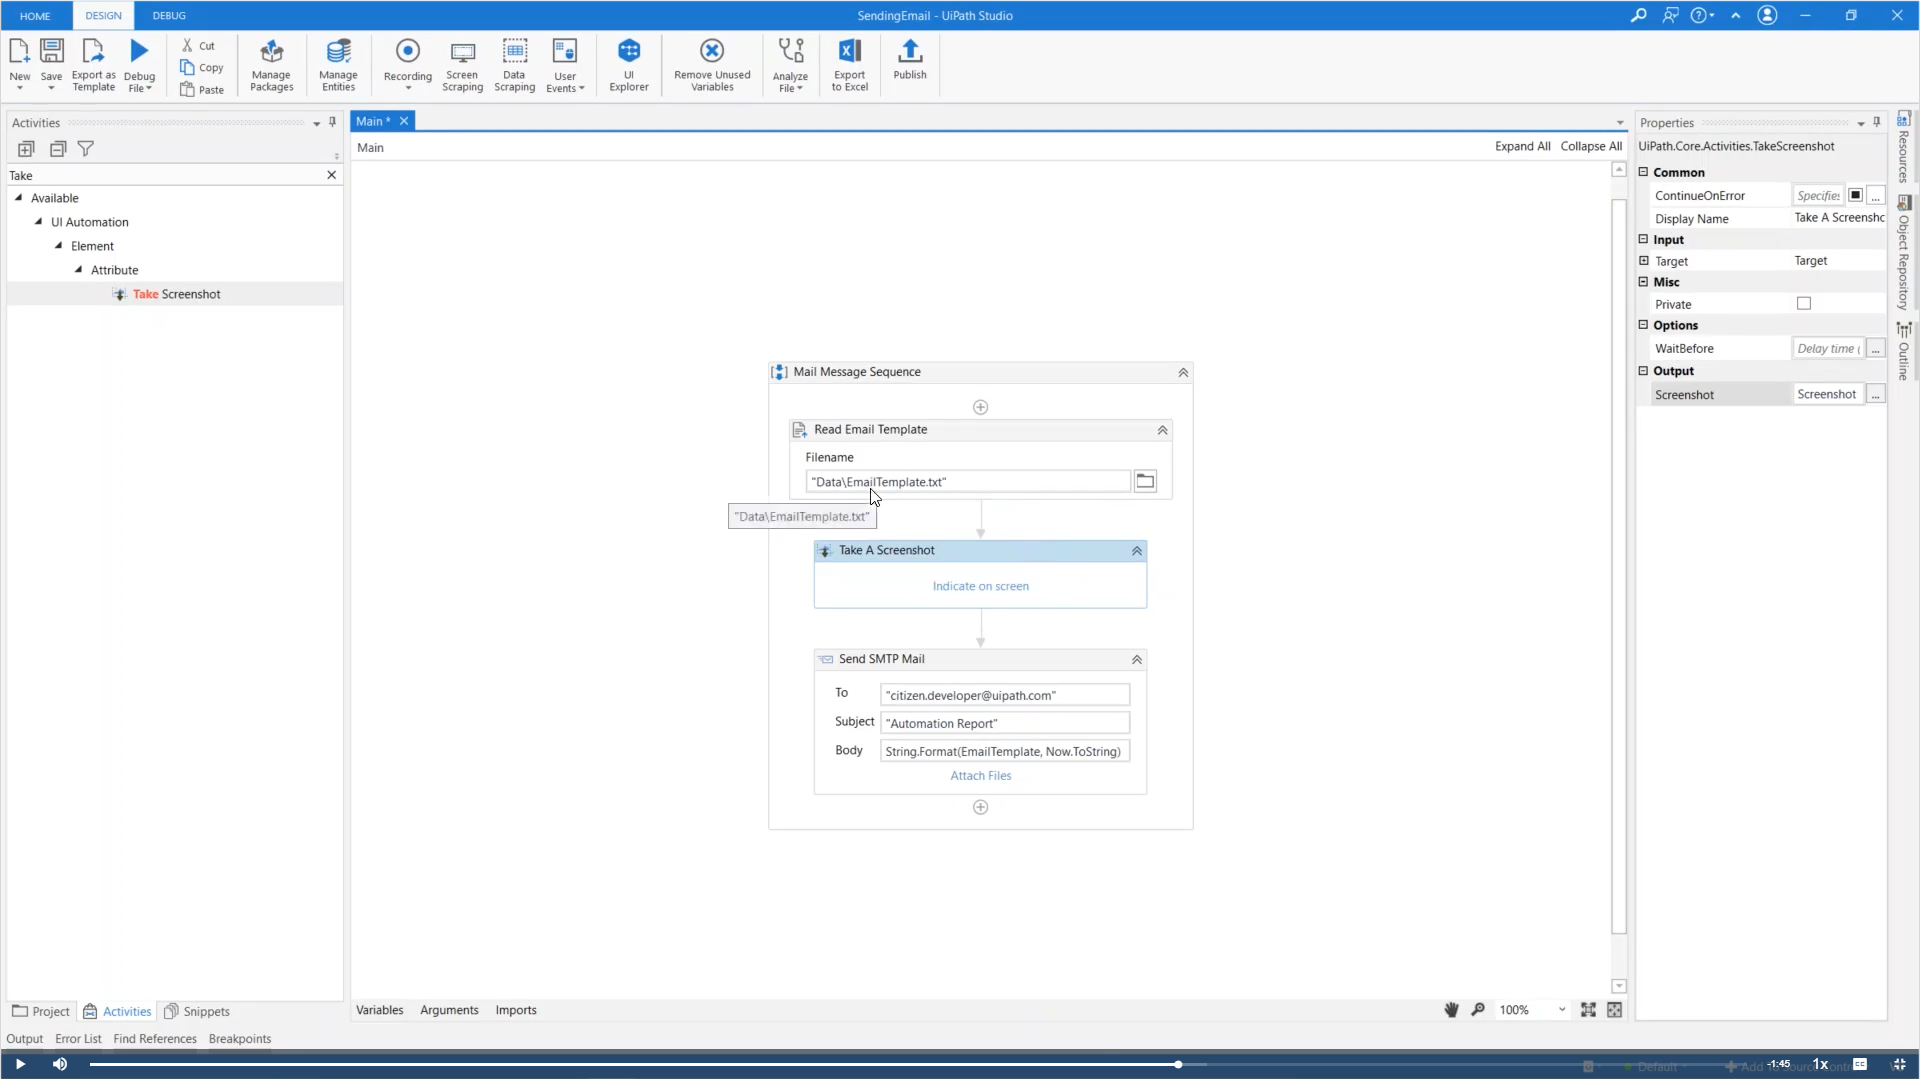 HOME
DESIGN
DEBUG
SendingEmail - UiPath Studio
New
Save
Export as
Template
Debug
File
Cut
Copy
Paste
Manage
Packages
Manage
Entities
Recording
Screen
Scraping
Data
Scraping
User
Events
UI
Explorer
Remove Unused
Variables
Analyze
File
Export
to Excel
Publish
Activities
Take
Available
UI Automation
Element
Attribute
Take Screenshot
Main *
Main
Expand All
Collapse All
Mail Message Sequence
Read Email Template
Filename
"Data\EmailTemplate.txt"
"Data\EmailTemplate.txt"
Take A Screenshot
Indicate on screen
Send SMTP Mail
To
"citizen.developer@uipath.com"
Subject
"Automation Report"
Body
String.Format(EmailTemplate, Now.ToString)
Attach Files
Properties
UiPath.Core.Activities.TakeScreenshot
Common
ContinueOnError
Specifies
...
Display Name
Take A Screensho
Input
Target
Target
Misc
Private
Options
WaitBefore
Delay time (
...
Output
Screenshot
Screenshot
...
Resources
Object Repository
Outline
Variables
Arguments
Imports
100%
Project
Activities
Snippets
Output
Error List
Find References
Breakpoints
Default
-1:45
1x